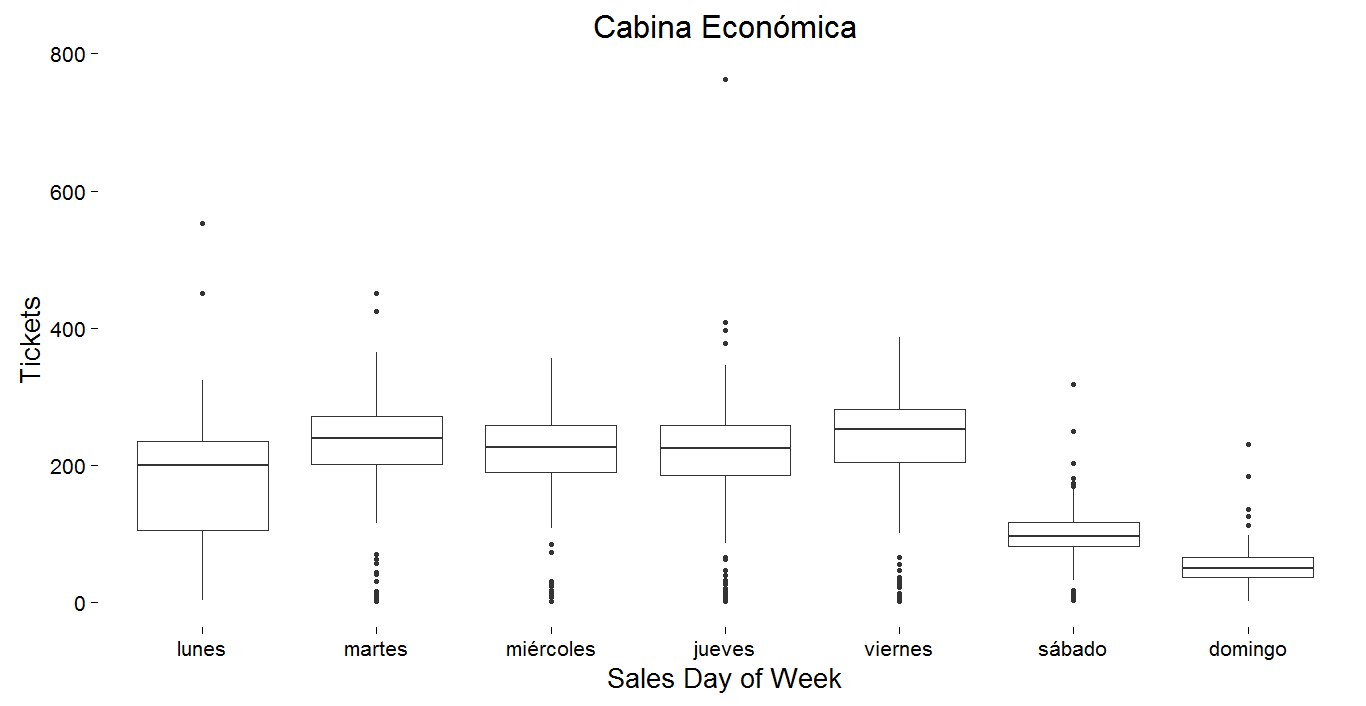 Cabina Económica
800
600
400
200
0
Tickets
lunes martes miércoles jueves viernes sábado domingo
Sales Day of Week